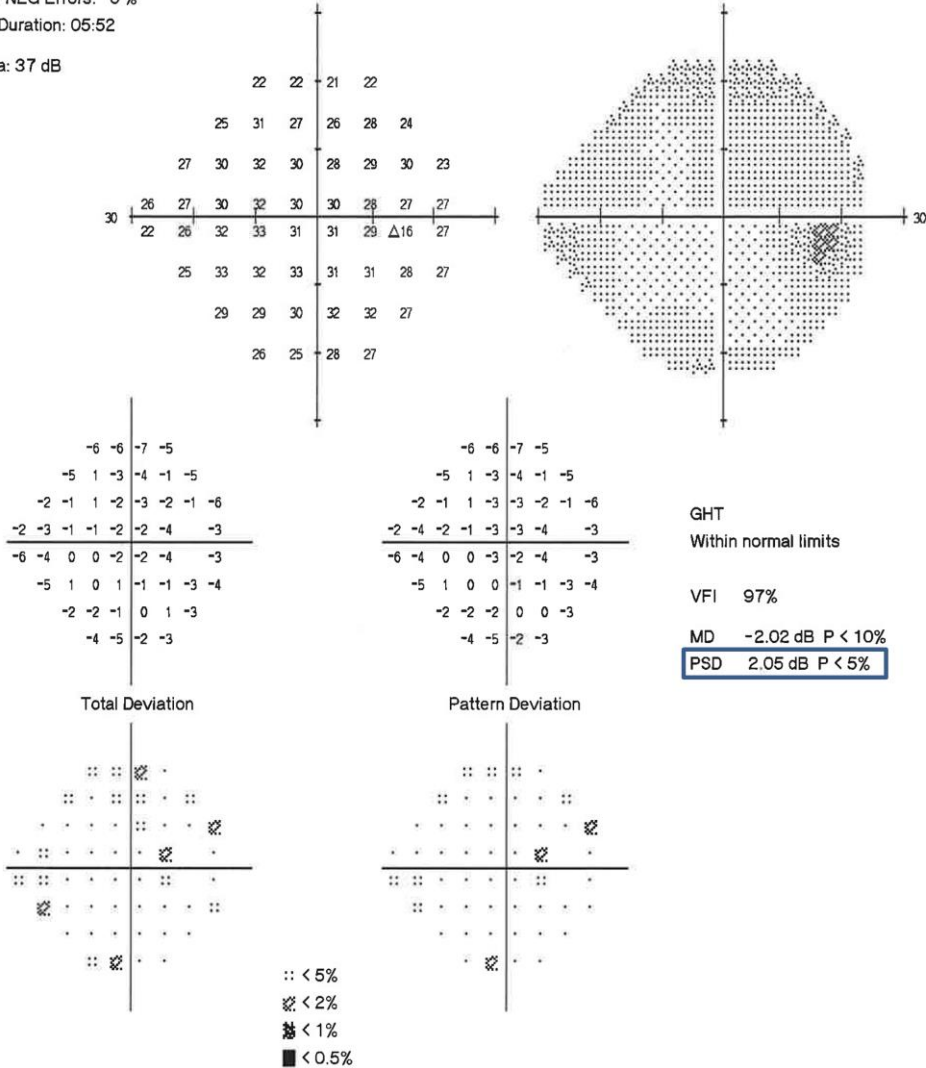 NEG Errors: 0 %
Duration: 05:52
a: 37 dB
22 22 21 22
25 31 27 26 28 24
27 30 32 30 28 29 30 23
26 27 30 32 30 30 28 27 27
30 30
22 26 32 33 31 31 29 △16 27
25 33 32 33 31 31 28 27
29 29 30 32 32 27
26 25 28 27
-6 -6 -7 -5
-5 1 -3 -4 -1 -5
-2 -1 1 -2 -3 -2 -1 -6
-2 -3 -1 -1 -2 -2 -4 -3
-6 -4 0 0 -2 -2 -4 -3
-5 1 0 1 -1 -1 -3 -4
-2 -2 -1 0 1 -3
-4 -5 -2 -3
Total Deviation
-6 -6 -7 -5
-5 1 -3 -4 -1 -5
-2 -1 1 -3 -3 -2 -1 -6
-2 -4 -2 -1 -3 -3 -4 -3
-6 -4 0 0 -3 -2 -4 -3
-5 1 0 0 -1 -1 -3 -4
-2 -2 -2 0 0 -3
-4 -5 -2 -3
Pattern Deviation
GHT
Within normal limits
VFI 97%
MD -2.02 dB P < 10%
PSD 2.05 dB P < 5%
< 5%
< 2%
< 1%
< 0.5%